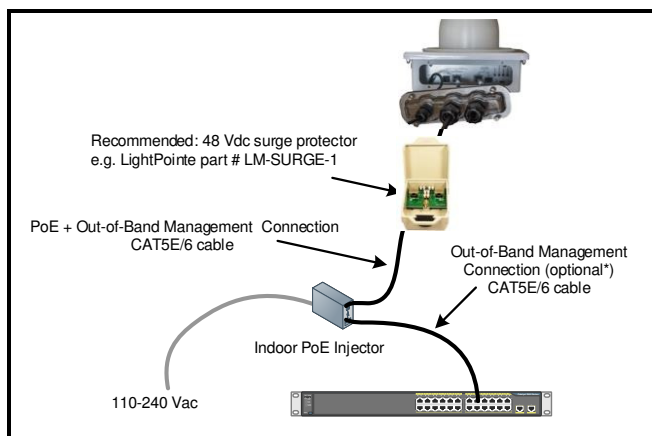 Recommended: 48 Vdc surge protector
e.g. LightPointe part # LM-SURGE-1
PoE + Out-of-Band Management Connection
CAT5E/6 cable
Out-of-Band Management
Connection (optional*)
CAT5E/6 cable
Indoor PoE Injector
110-240 Vac